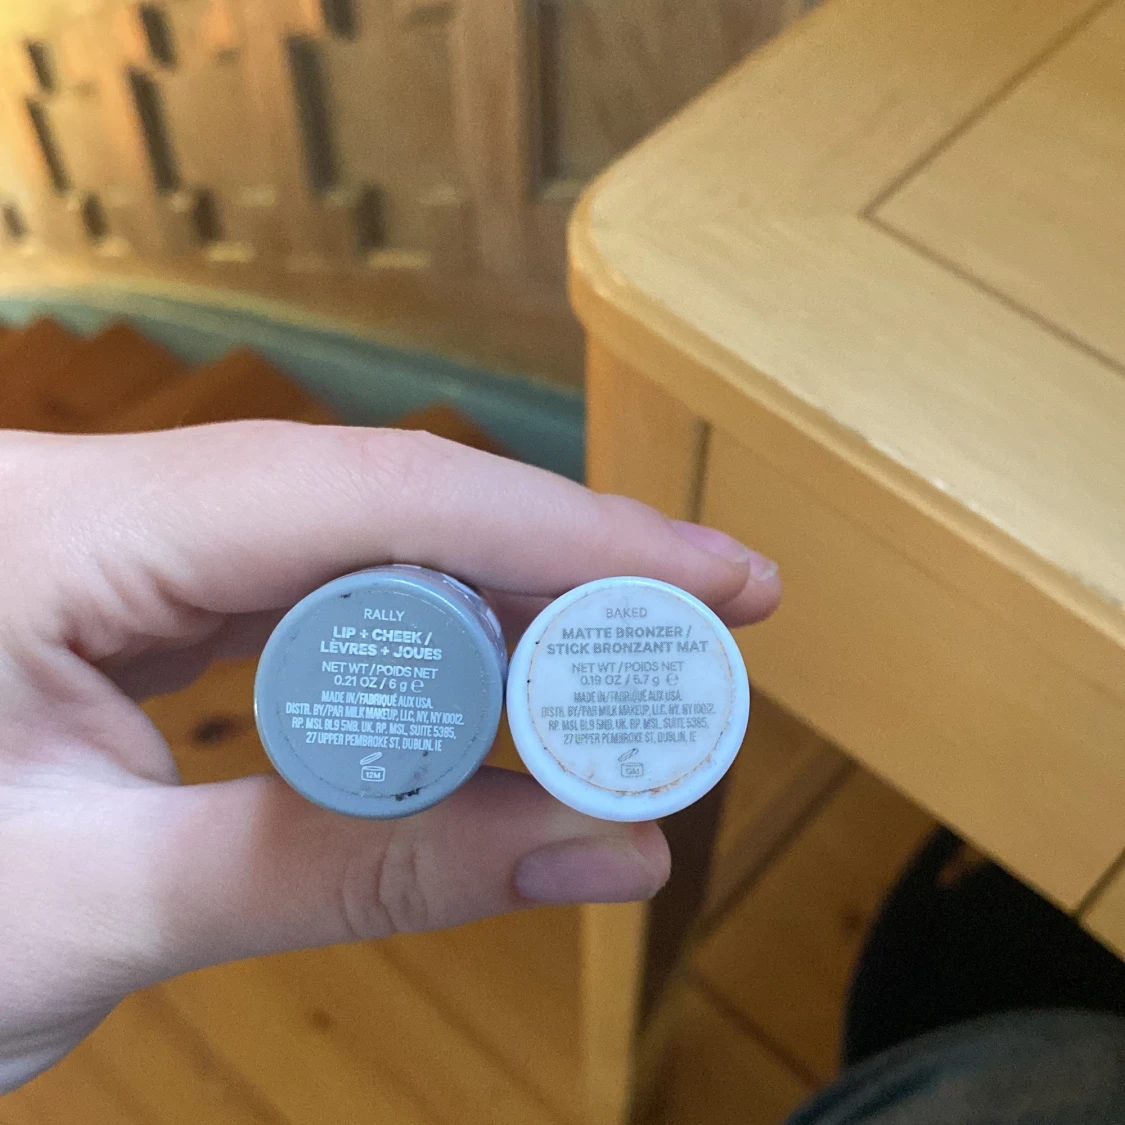 RALLY
LIP + CHEEK /
LÈVRES + JOUES
NET WT / POIDS NET
0.21 OZ / 6 g ℮
MADE IN/FABRIQUÉ AUX USA.
DISTR. BY/PAR MILK MAKEUP, LLC, NY, NY 10012.
RP. MSL BL9 5NB, UK. RP. MSL, SUITE 5385,
27 UPPER PEMBROKE ST, DUBLIN, IE
12M
BAKED
MATTE BRONZER /
STICK BRONZANT MAT
NET WT / POIDS NET
0.19 OZ / 5.7 g ℮
MADE IN/FABRIQUÉ AUX USA.
DISTR. BY/PAR MILK MAKEUP, LLC, NY, NY 10012.
RP. MSL BL9 5NB, UK. RP. MSL, SUITE 5385,
27 UPPER PEMBROKE ST, DUBLIN, IE